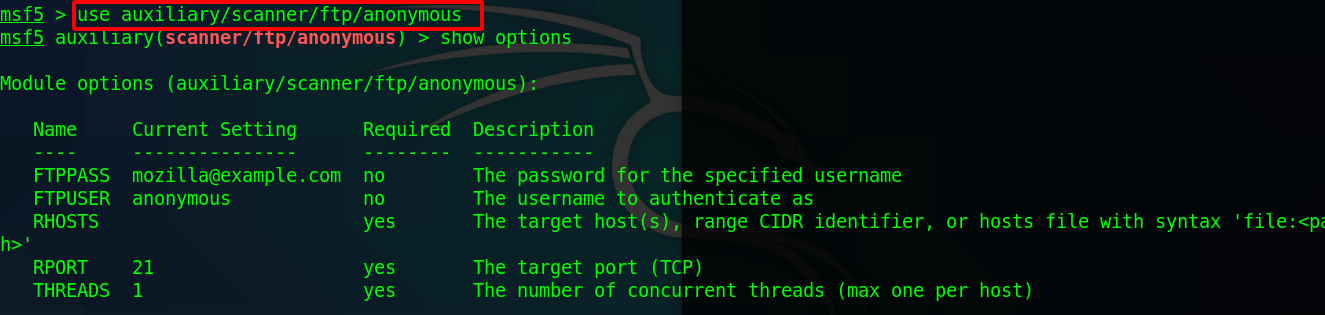 msf5 > use auxiliary/scanner/ftp/anonymous
msf5 auxiliary(scanner/ftp/anonymous) > show options
Module options (auxiliary/scanner/ftp/anonymous):
Name Current Setting Required Description
---- --------------- -------- -----------
FTPPASS mozilla@example.com no The password for the specified username
FTPUSER anonymous no The username to authenticate as
RHOSTS yes The target host(s), range CIDR identifier, or hosts file with syntax 'file:<pa
h>'
RPORT 21 yes The target port (TCP)
THREADS 1 yes The number of concurrent threads (max one per host)